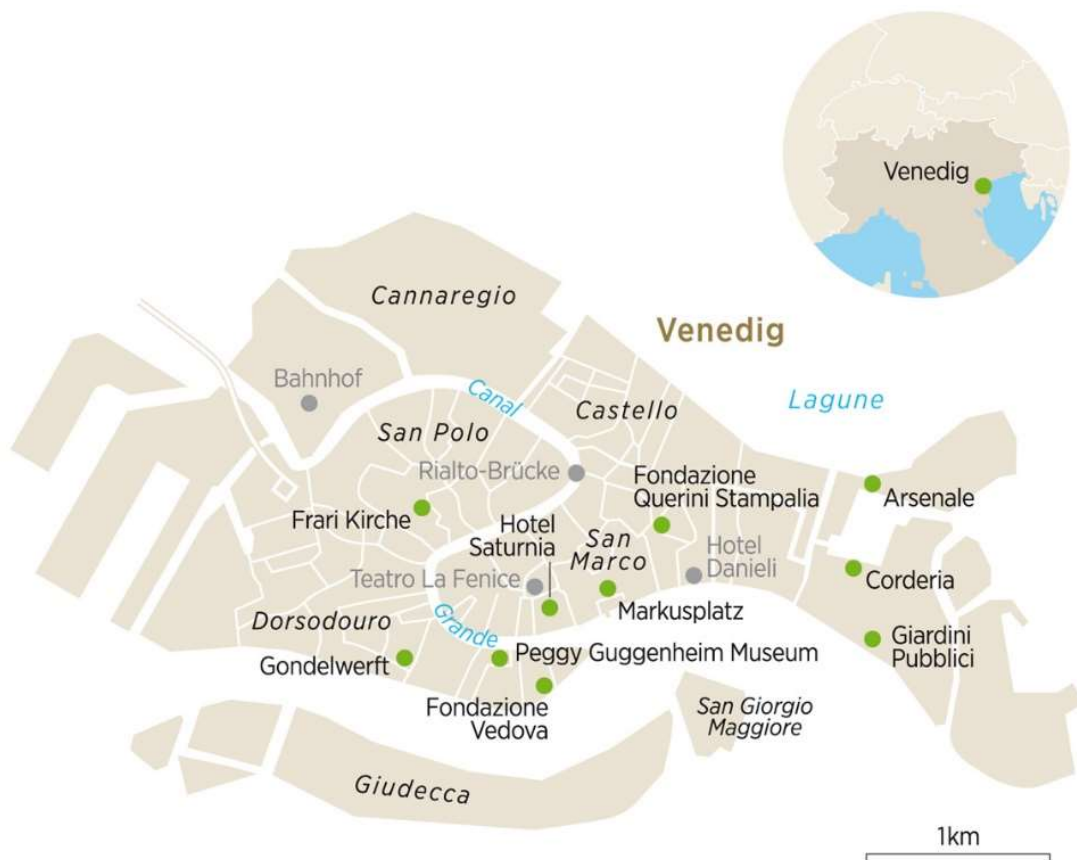 Venedig
Cannaregio
Venedig
Bahnhof
Canal
Castello
Lagune
San Polo
Rialto-Brücke
Fondazione
Querini Stampalia
Arsenale
Frari Kirche
Hotel
Saturnia
San
Marco
Hotel
Danieli
Teatro La Fenice
Corderia
Markusplatz
Dorsodouro
Grande
Giardini
Pubblici
Gondelwerft
Peggy Guggenheim Museum
Fondazione
Vedova
San Giorgio
Maggiore
Giudecca
1km